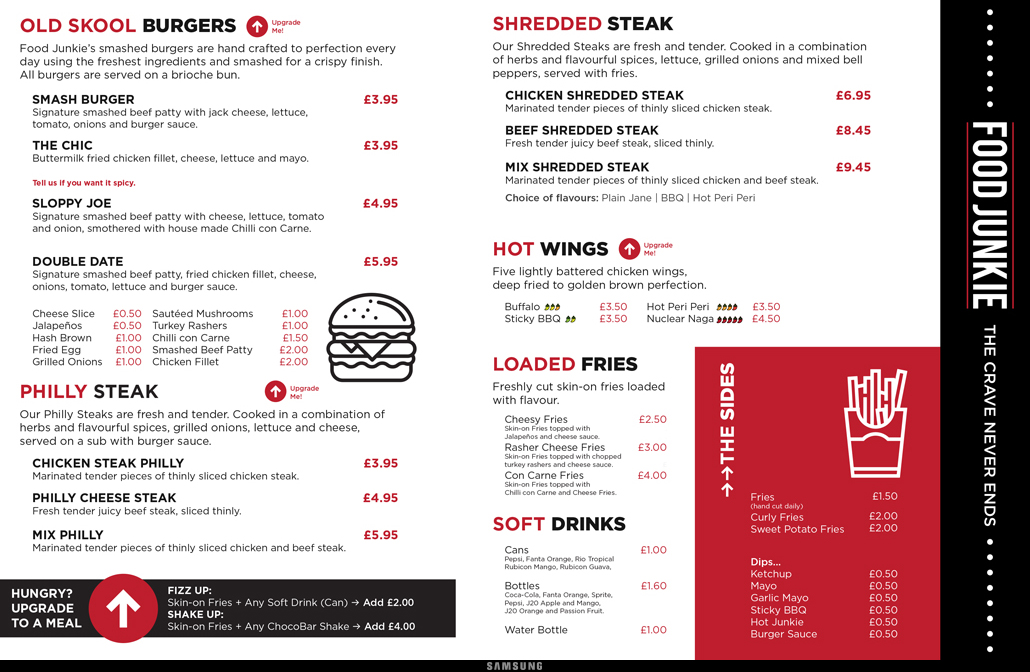 OLD SKOOL BURGERS
Upgrade
Me!
Food Junkie's smashed burgers are hand crafted to perfection every
day using the freshest ingredients and smashed for a crispy finish.
All burgers are served on a brioche bun.
SMASH BURGER £3.95
Signature smashed beef patty with jack cheese, lettuce,
tomato, onions and burger sauce.
THE CHIC £3.95
Buttermilk fried chicken fillet, cheese, lettuce and mayo.
Tell us if you want it spicy.
SLOPPY JOE £4.95
Signature smashed beef patty with cheese, lettuce, tomato
and onion, smothered with house made Chilli con Carne.
DOUBLE DATE £5.95
Signature smashed beef patty, fried chicken fillet, cheese,
onions, tomato, lettuce and burger sauce.
Cheese Slice £0.50 Sautéed Mushrooms £1.00
Jalapeños £0.50 Turkey Rashers £1.00
Hash Brown £1.00 Chilli con Carne £1.50
Fried Egg £1.00 Smashed Beef Patty £2.00
Grilled Onions £1.00 Chicken Fillet £2.00
PHILLY STEAK
Upgrade
Me!
Our Philly Steaks are fresh and tender. Cooked in a combination of
herbs and flavourful spices, grilled onions, lettuce and cheese,
served on a sub with burger sauce.
CHICKEN STEAK PHILLY £3.95
Marinated tender pieces of thinly sliced chicken steak.
PHILLY CHEESE STEAK £4.95
Fresh tender juicy beef steak, sliced thinly.
MIX PHILLY £5.95
Marinated tender pieces of thinly sliced chicken and beef steak.
HUNGRY?
UPGRADE
TO A MEAL
FIZZ UP:
Skin-on Fries + Any Soft Drink (Can) → Add £2.00
SHAKE UP:
Skin-on Fries + Any ChocoBar Shake → Add £4.00
SHREDDED STEAK
Our Shredded Steaks are fresh and tender. Cooked in a combination
of herbs and flavourful spices, lettuce, grilled onions and mixed bell
peppers, served with fries.
CHICKEN SHREDDED STEAK £6.95
Marinated tender pieces of thinly sliced chicken steak.
BEEF SHREDDED STEAK £8.45
Fresh tender juicy beef steak, sliced thinly.
MIX SHREDDED STEAK £9.45
Marinated tender pieces of thinly sliced chicken and beef steak.
Choice of flavours: Plain Jane | BBQ | Hot Peri Peri
HOT WINGS
Upgrade
Me!
Five lightly battered chicken wings,
deep fried to golden brown perfection.
Buffalo £3.50 Hot Peri Peri £3.50
Sticky BBQ £3.50 Nuclear Naga £4.50
LOADED FRIES
Freshly cut skin-on fries loaded
with flavour.
Cheesy Fries £2.50
Skin-on Fries topped with
Jalapeños and cheese sauce.
Rasher Cheese Fries £3.00
Skin-on Fries topped with chopped
turkey rashers and cheese sauce.
Con Carne Fries £4.00
Skin-on Fries topped with
Chilli con Carne and Cheese Fries.
SOFT DRINKS
Cans £1.00
Pepsi, Fanta Orange, Rio Tropical
Rubicon Mango, Rubicon Guava,
Bottles £1.60
Coca-Cola, Fanta Orange, Sprite,
Pepsi, J20 Apple and Mango,
J20 Orange and Passion Fruit.
Water Bottle £1.00
→→THE SIDES
Fries £1.50
(hand cut daily)
Curly Fries £2.00
Sweet Potato Fries £2.00
Dips...
Ketchup £0.50
Mayo £0.50
Garlic Mayo £0.50
Sticky BBQ £0.50
Hot Junkie £0.50
Burger Sauce £0.50
FOOD JUNKIE
THE CRAVE NEVER ENDS
SAMSUNG